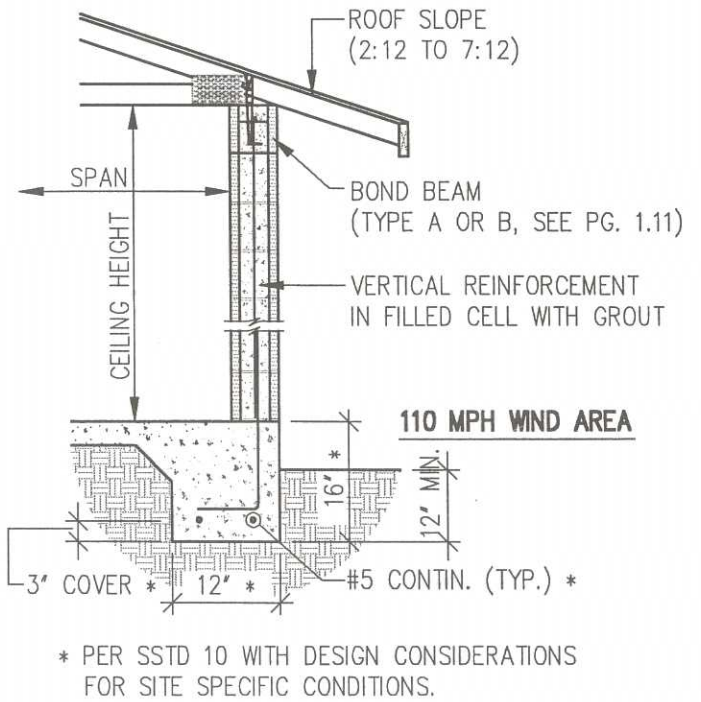 ROOF SLOPE
(2:12 TO 7:12)
SPAN
BOND BEAM
(TYPE A OR B, SEE PG. 1.11)
CEILING HEIGHT
VERTICAL REINFORCEMENT
IN FILLED CELL WITH GROUT
110 MPH WIND AREA
16" *
12" MIN.
3" COVER *
12" *
#5 CONTIN. (TYP.) *
* PER SSTD 10 WITH DESIGN CONSIDERATIONS
FOR SITE SPECIFIC CONDITIONS.